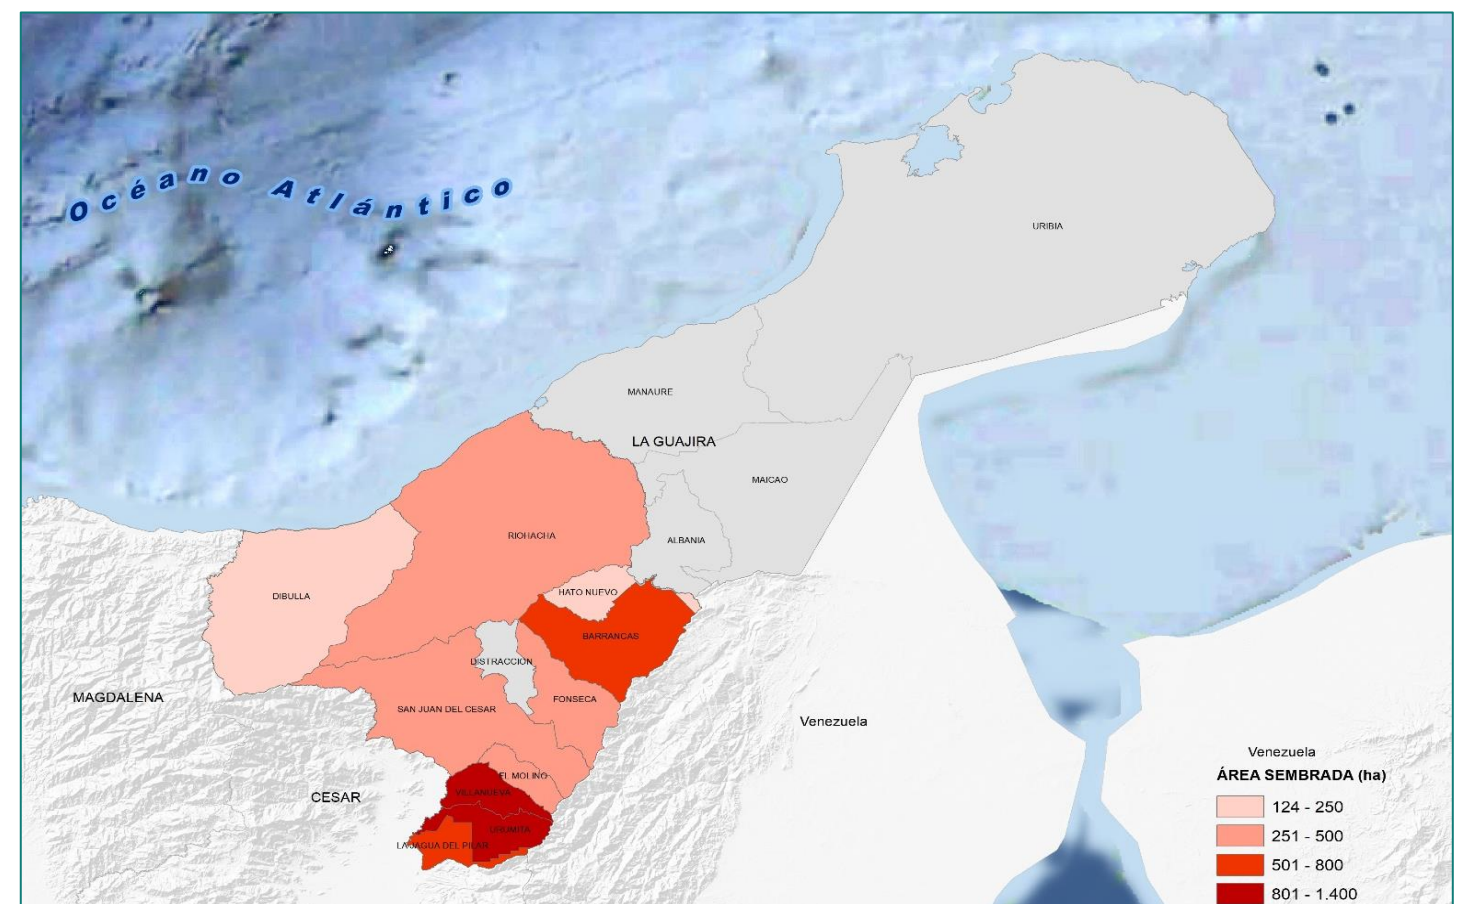 Océano Atlántico
URIBIA
MANAURE
LA GUAJIRA
MAICAO
RIOHACHA
ALBANIA
HATO NUEVO
DIBULLA
BARRANCAS
DISTRACCION
MAGDALENA
FONSECA
SAN JUAN DEL CESAR
Venezuela
Venezuela
ÁREA SEMBRADA (ha)
EL MOLINO
VILLANUEVA
CESAR
124 - 250
URUMITA
251 - 500
LA JAGUA DEL PILAR
501 - 800
801 - 1.400